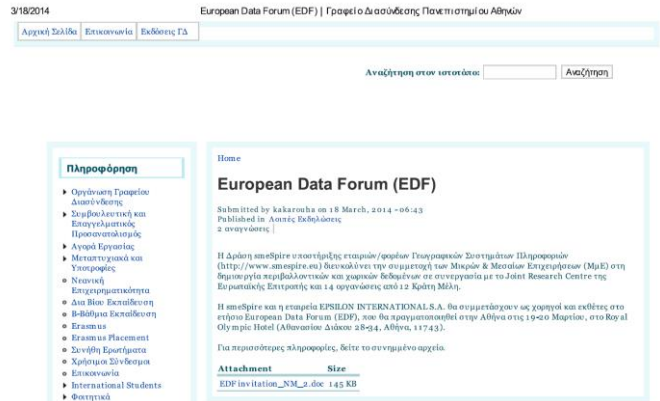 3/18/2014
European Data Forum (EDF) | Γραφείο Διασύνδεσης Πανεπιστημίου Αθηνών
Αρχική Σελίδα Επικοινωνία Εκδόσεις ΓΔ
Αναζήτηση στον ιστοτόπο: Αναζήτηση
Πληροφόρηση
Οργάνωση Γραφείου
Διασύνδεσης
Συμβουλευτική και
Επαγγελματικός
Προσανατολισμός
Αγορά Εργασίας
Μεταπτυχιακά και
Υποτροφίες
Νεανική
Επιχειρηματικότητα
Δια Βίου Εκπαίδευση
Β-Βάθμια Εκπαίδευση
Erasmus
Erasmus Placement
Συνήθη Ερωτήματα
Χρήσιμοι Σύνδεσμοι
Επικοινωνία
International Students
Φοιτητικά
Home
European Data Forum (EDF)
Submitted by kakarouha on 18 March, 2014 - 06:43
Published in Λοιπές Εκδηλώσεις
2 αναγνώσεις
Η Δράση smeSpire υποστήριξης εταιριών/φορέων Γεωγραφικών Συστημάτων Πληροφοριών
(http://www.smespire.eu) διευκολύνει την συμμετοχή των Μικρών & Μεσαίων Επιχειρήσεων (ΜμΕ) στη
δημιουργία περιβαλλοντικών και χωρικών δεδομένων σε συνεργασία με το Joint Research Centre της
Ευρωπαϊκής Επιτροπής και 14 οργανώσεις από 12 Κράτη Μέλη.
Η smeSpire και η εταιρεία EPSILON INTERNATIONAL S.A. θα συμμετάσχουν ως χορηγοί και εκθέτες στο
ετήσιο European Data Forum (EDF), που θα πραγματοποιηθεί στην Αθήνα στις 19-20 Μαρτίου, στο Royal
Olympic Hotel (Αθανασίου Διάκου 28-34, Αθήνα, 11743).
Για περισσότερες πληροφορίες, δείτε το συνημμένο αρχείο.
Attachment Size
EDF invitation_NM_2.doc 145 KB